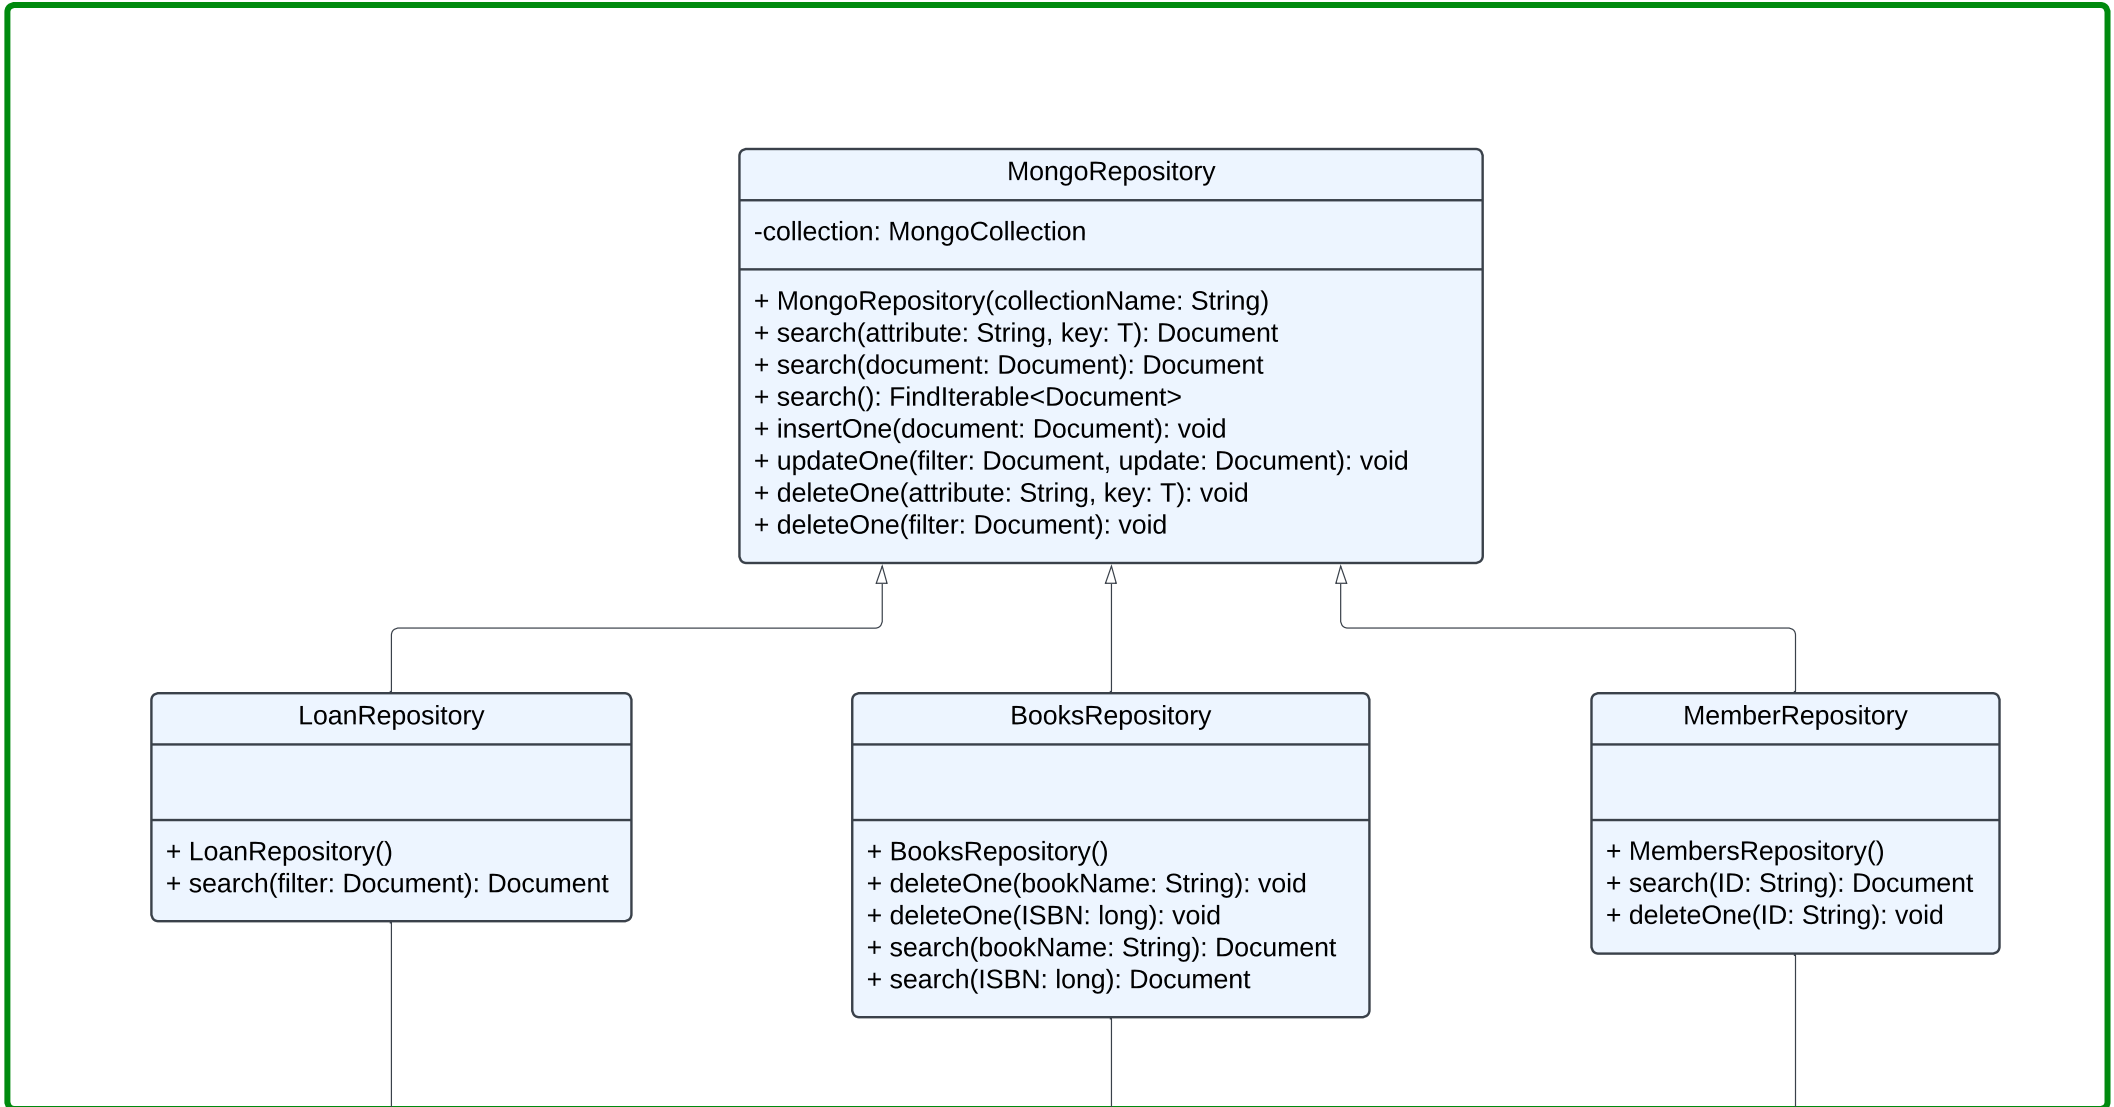 MongoRepository
-collection: MongoCollection
+ MongoRepository(collectionName: String)
+ search(attribute: String, key: T): Document
+ search(document: Document): Document
+ search(): FindIterable<Document>
+ insertOne(document: Document): void
+ updateOne(filter: Document, update: Document): void
+ deleteOne(attribute: String, key: T): void
+ deleteOne(filter: Document): void
LoanRepository
+ LoanRepository()
+ search(filter: Document): Document
BooksRepository
+ BooksRepository()
+ deleteOne(bookName: String): void
+ deleteOne(ISBN: long): void
+ search(bookName: String): Document
+ search(ISBN: long): Document
MemberRepository
+ MembersRepository()
+ search(ID: String): Document
+ deleteOne(ID: String): void